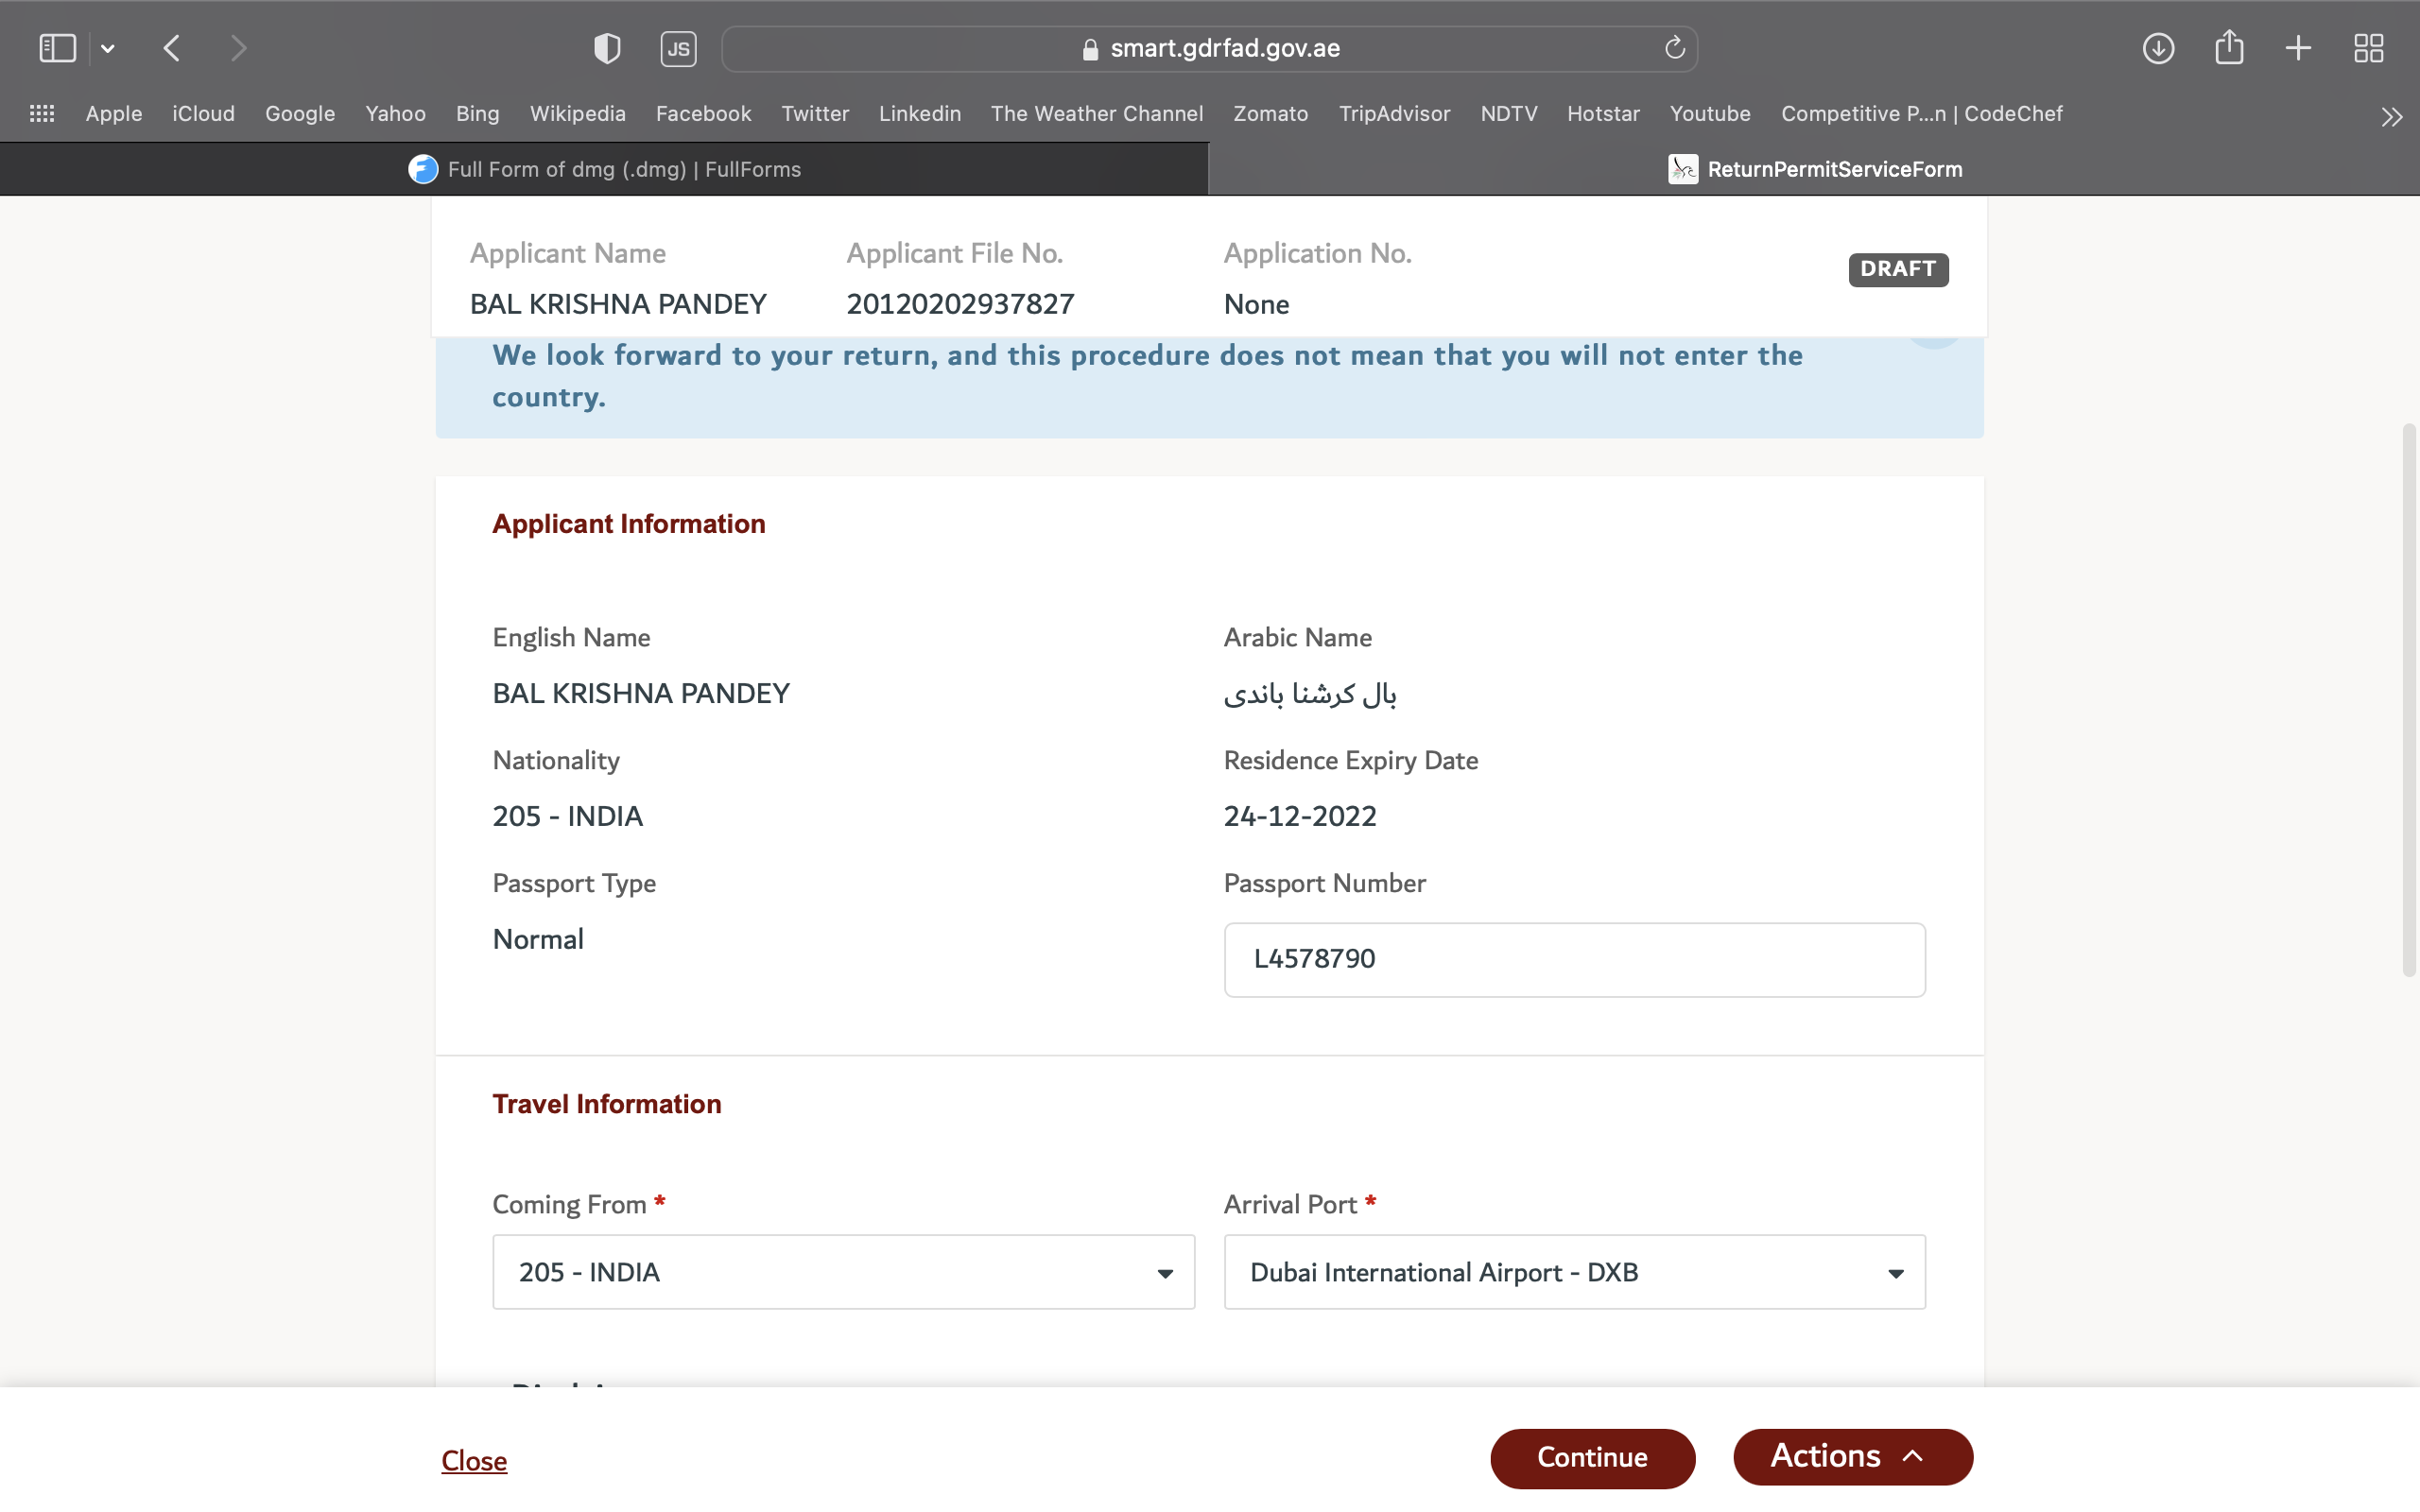 JS
smart.gdrfad.gov.ae
Apple iCloud Google Yahoo Bing Wikipedia Facebook Twitter Linkedin The Weather Channel Zomato TripAdvisor NDTV Hotstar Youtube Competitive P...n | CodeChef
Full Form of dmg (.dmg) | FullForms
ReturnPermitServiceForm
Applicant Name Applicant File No. Application No.
DRAFT
BAL KRISHNA PANDEY 20120202937827 None
We look forward to your return, and this procedure does not mean that you will not enter the
country.
Applicant Information
English Name Arabic Name
BAL KRISHNA PANDEY بال كرشنا باندى
Nationality Residence Expiry Date
205 - INDIA 24-12-2022
Passport Type Passport Number
Normal L4578790
Travel Information
Coming From * Arrival Port *
205 - INDIA Dubai International Airport - DXB
Close Continue Actions